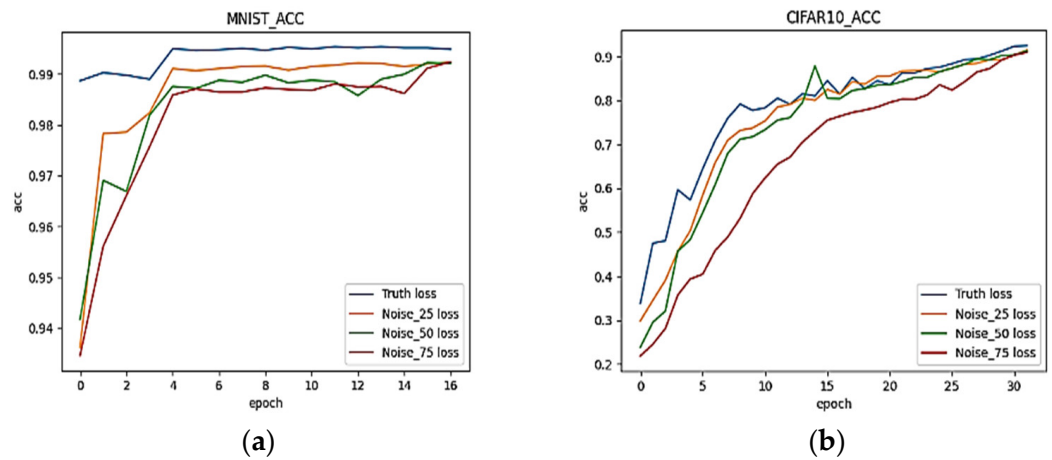 MNIST_ACC
0.99
0.98
0.97
0.96
0.95
0.94
acc
0 2 4 6 8 10 12 14 16
epoch
Truth loss
Noise_25 loss
Noise_50 loss
Noise_75 loss
(a)
CIFAR10_ACC
0.9
0.8
0.7
0.6
0.5
0.4
0.3
0.2
acc
0 5 10 15 20 25 30
epoch
Truth loss
Noise_25 loss
Noise_50 loss
Noise_75 loss
(b)